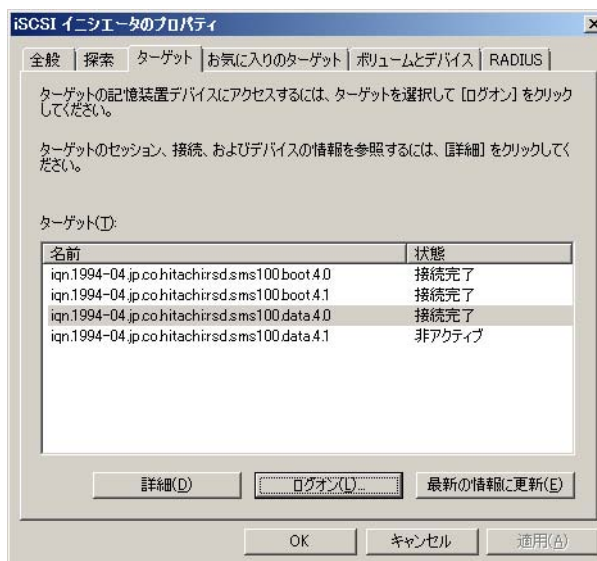 iSCSI イニシエータのプロパティ
全般 探索 ターゲット お気に入りのターゲット ボリュームとデバイス RADIUS
ターゲットの記憶装置デバイスにアクセスするには、ターゲットを選択して [ログオン] をクリック
してください。
ターゲットのセッション、接続、およびデバイスの情報を参照するには、[詳細] をクリックしてく
ださい。
ターゲット(T):
名前 状態
iqn.1994-04.jp.co.hitachi.rsd.sms100.boot.4.0 接続完了
iqn.1994-04.jp.co.hitachi.rsd.sms100.boot.4.1 接続完了
iqn.1994-04.jp.co.hitachi.rsd.sms100.data.4.0 接続完了
iqn.1994-04.jp.co.hitachi.rsd.sms100.data.4.1 非アクティブ
詳細(D) ログオン(L)... 最新の情報に更新(E)
OK キャンセル 適用(A)